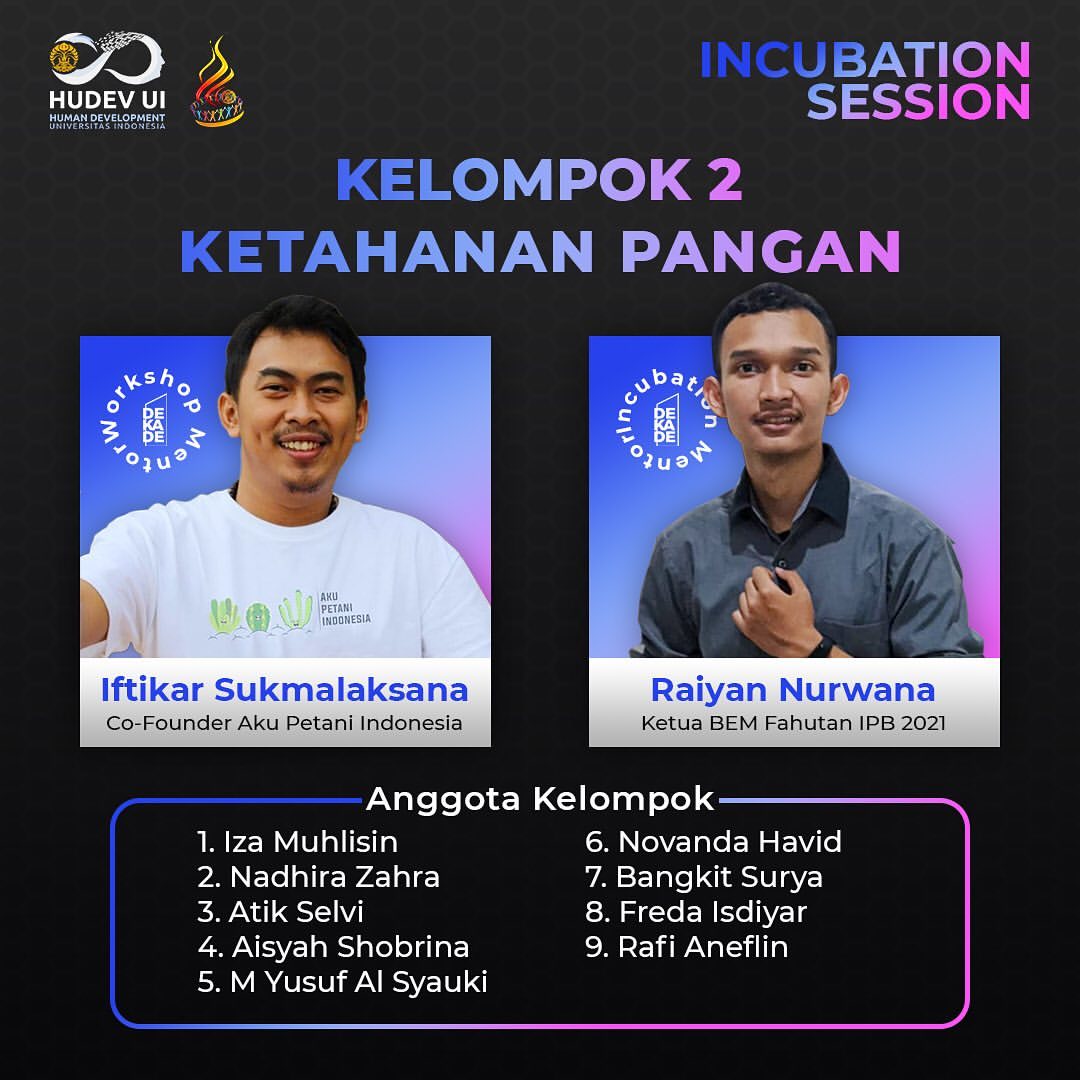 HUDEV UI
HUMAN DEVELOPMENT
UNIVERSITAS INDONESIA
INCUBATION
SESSION
KELOMPOK 2
KETAHANAN PANGAN
Workshop Mentor
DE
KA
DE
AKU
PETANI
INDONESIA
Iftikar Sukmalaksana
Co-Founder Aku Petani Indonesia
Incubation Mentor
DE
KA
DE
Raiyan Nurwana
Ketua BEM Fahutan IPB 2021
Anggota Kelompok
1. Iza Muhlisin
2. Nadhira Zahra
3. Atik Selvi
4. Aisyah Shobrina
5. M Yusuf Al Syauki
6. Novanda Havid
7. Bangkit Surya
8. Freda Isdiyar
9. Rafi Aneflin